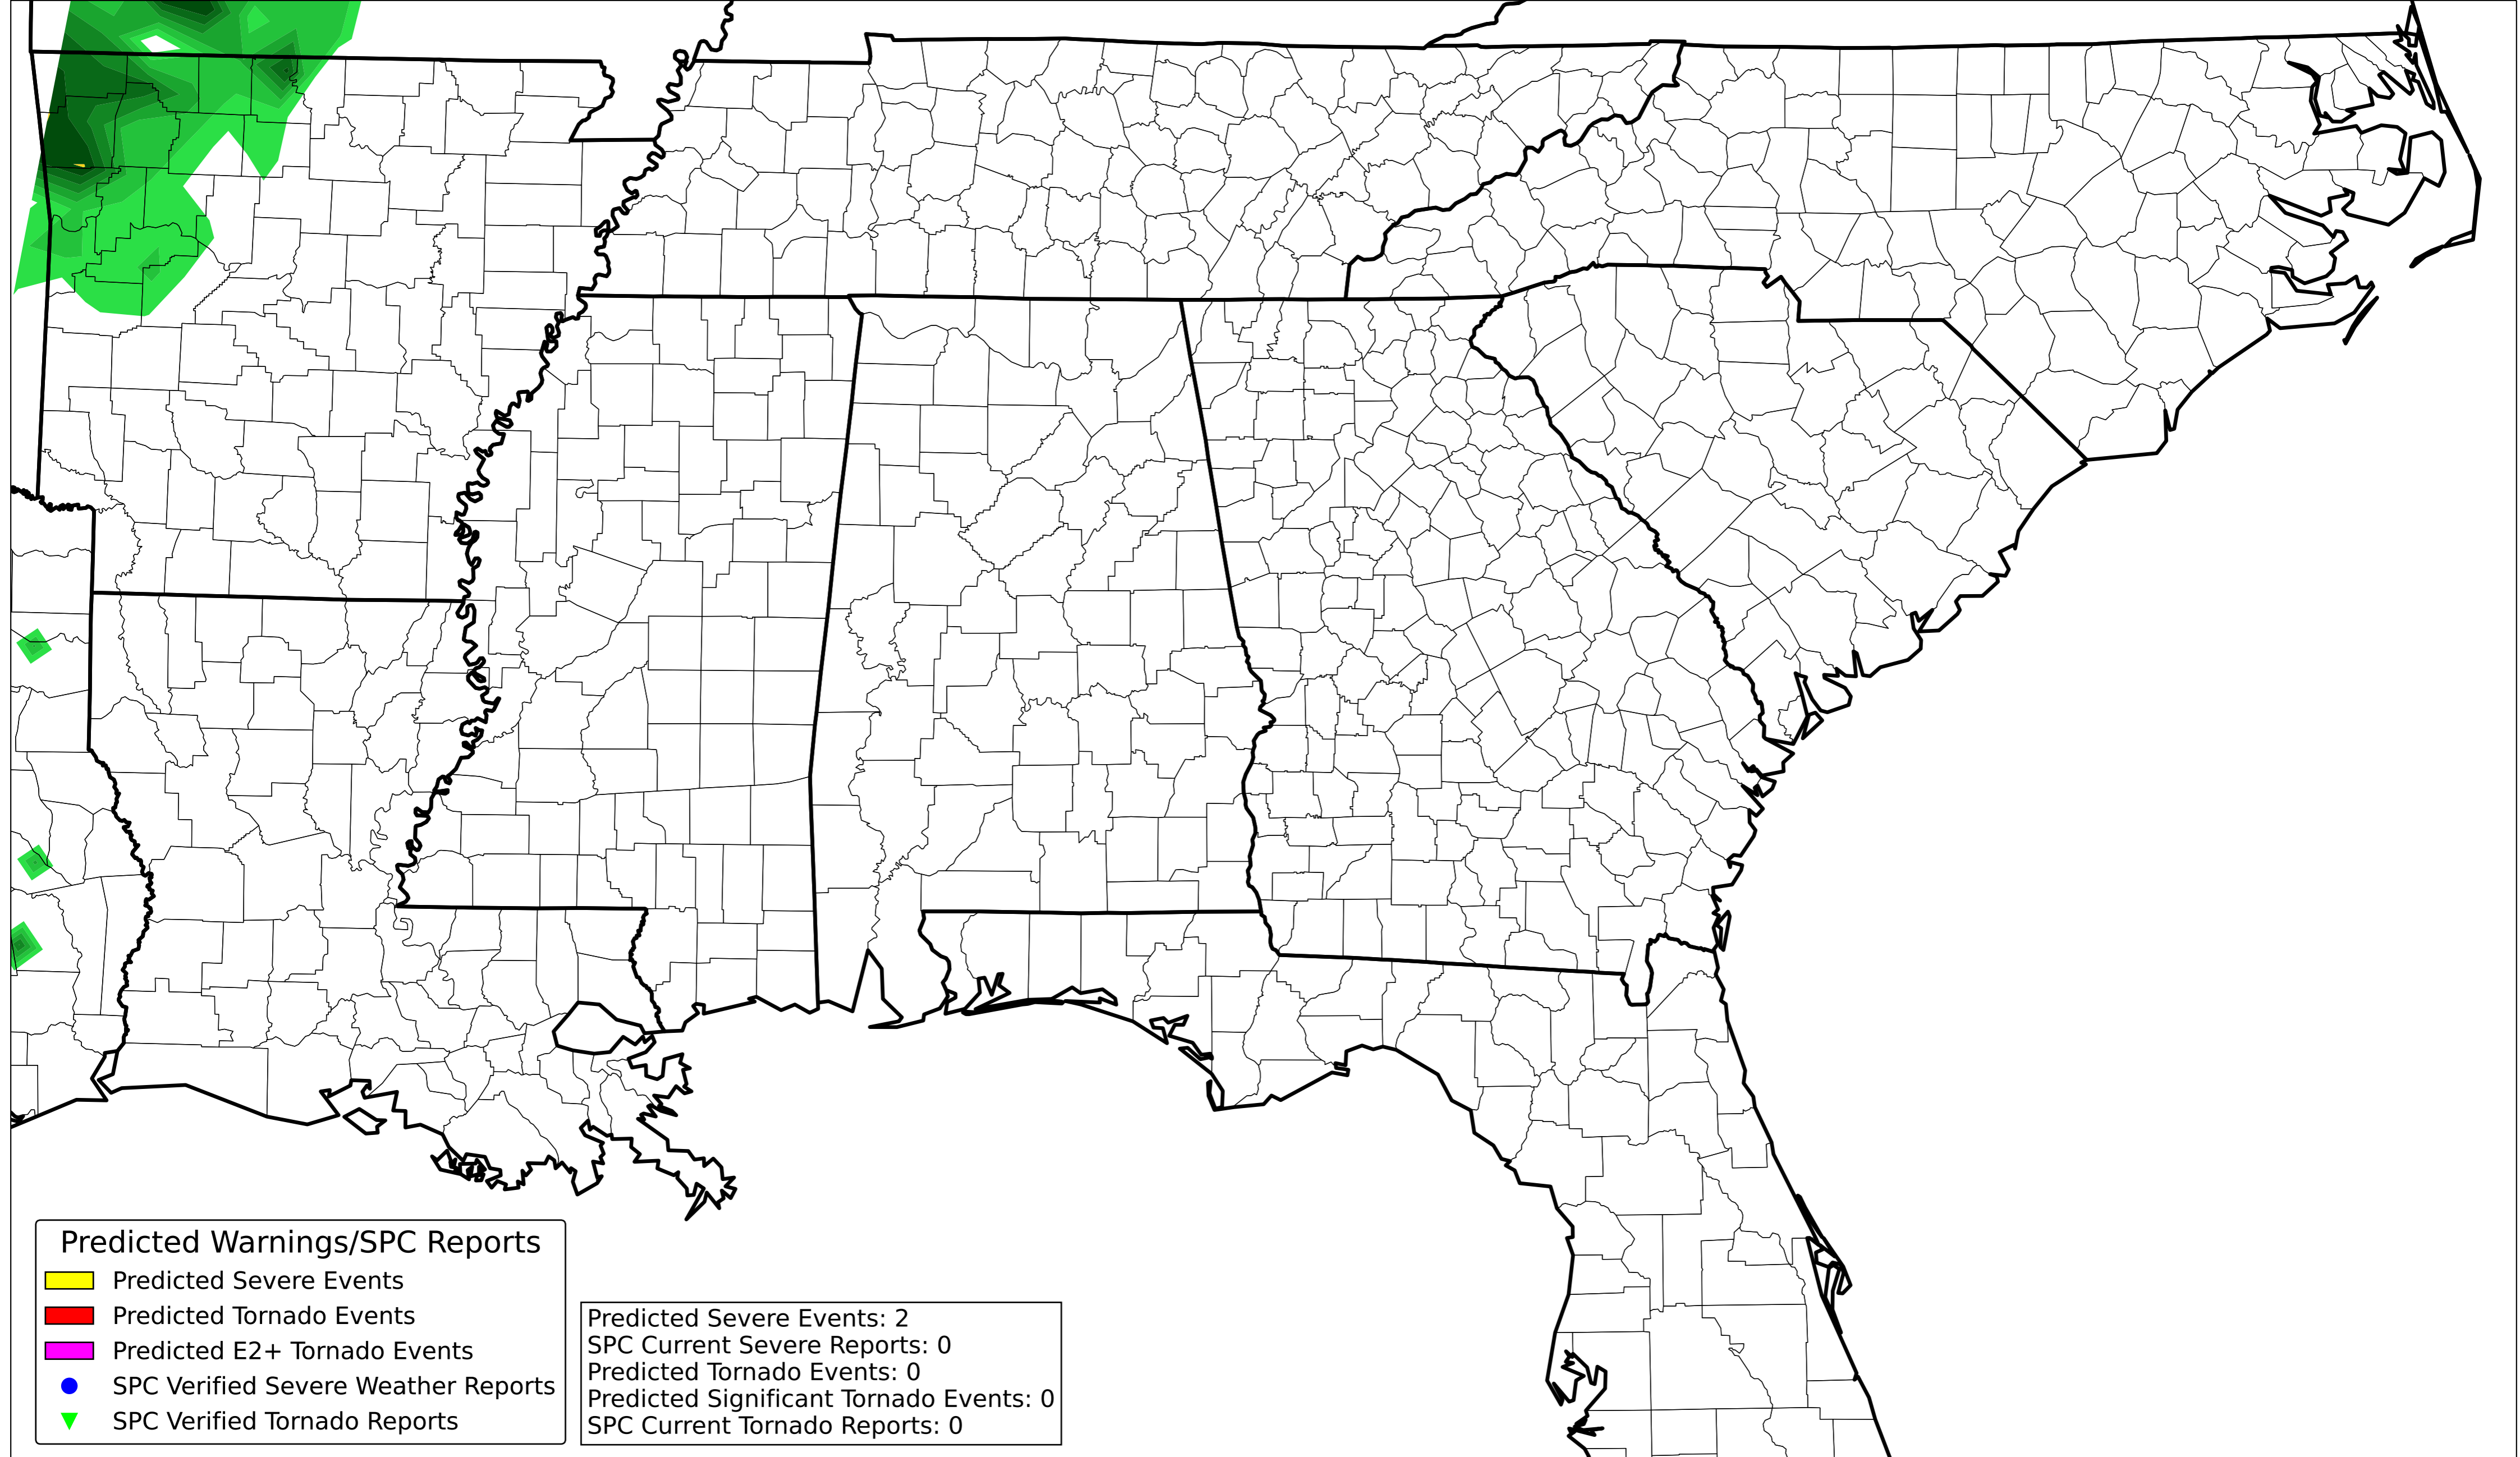 Predicted Warnings/SPC Reports
Predicted Severe Events
Predicted Tornado Events
Predicted E2+ Tornado Events
SPC Verified Severe Weather Reports
SPC Verified Tornado Reports
Predicted Severe Events: 2
SPC Current Severe Reports: 0
Predicted Tornado Events: 0
Predicted Significant Tornado Events: 0
SPC Current Tornado Reports: 0